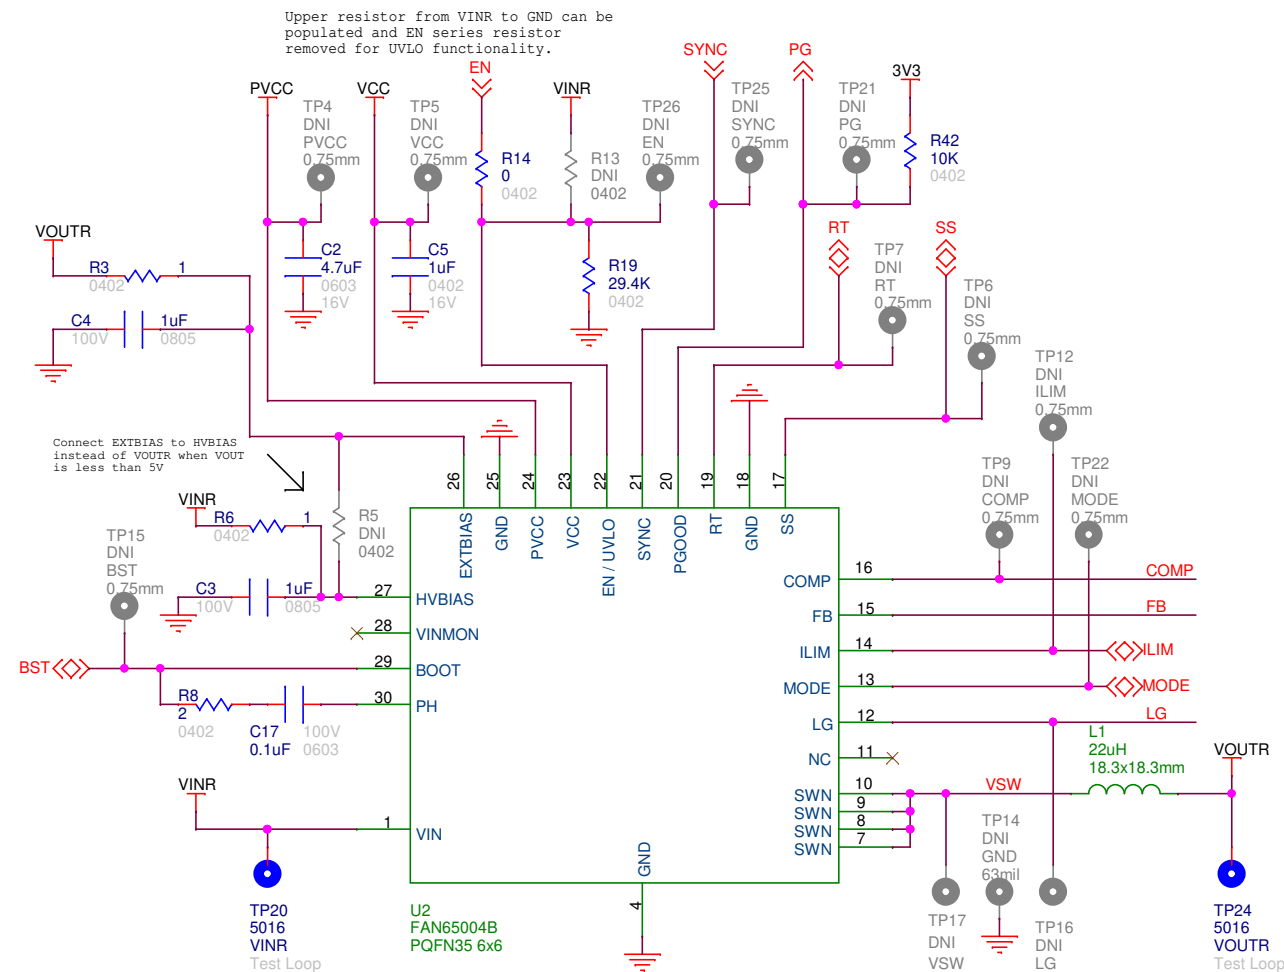 Upper resistor from VINR to GND can be
populated and EN series resistor
removed for UVLO functionality.
PVCC
TP4
DNI
PVCC
0.75mm
VCC
TP5
DNI
VCC
0.75mm
EN
R14
0
0402
VINR
R13
DNI
0402
TP26
DNI
EN
0.75mm
SYNC
TP25
DNI
SYNC
0.75mm
PG
TP21
DNI
PG
0.75mm
3V3
R42
10K
0402
VOUTR
R3
1
0402
C4
1uF
100V
0805
C2
4.7uF
0603
16V
C5
1uF
0402
16V
R19
29.4K
0402
RT
TP7
DNI
RT
0.75mm
SS
TP6
DNI
SS
0.75mm
TP12
DNI
ILIM
0.75mm
Connect EXTBIAS to HVBIAS
instead of VOUTR when VOUT
is less than 5V
VINR
R6
1
0402
R5
DNI
0402
C3
1uF
100V
0805
TP15
DNI
BST
0.75mm
BST
R8
2
0402
C17
0.1uF
100V
0603
VINR
TP20
5016
VINR
Test Loop
TP9
DNI
COMP
0.75mm
TP22
DNI
MODE
0.75mm
26
25
24
23
22
21
20
19
18
17
EXTBIAS
GND
PVCC
VCC
EN / UVLO
SYNC
PGOOD
RT
GND
SS
27
HVBIAS
28
VINMON
29
BOOT
30
PH
1
VIN
COMP
16
COMP
FB
15
FB
ILIM
14
ILIM
MODE
13
MODE
LG
12
LG
NC
11
SWN
10
SWN
9
SWN
8
SWN
7
VSW
L1
22uH
18.3x18.3mm
VOUTR
GND
4
U2
FAN65004B
PQFN35 6x6
TP17
DNI
VSW
TP14
DNI
GND
63mil
TP16
DNI
LG
TP24
5016
VOUTR
Test Loop